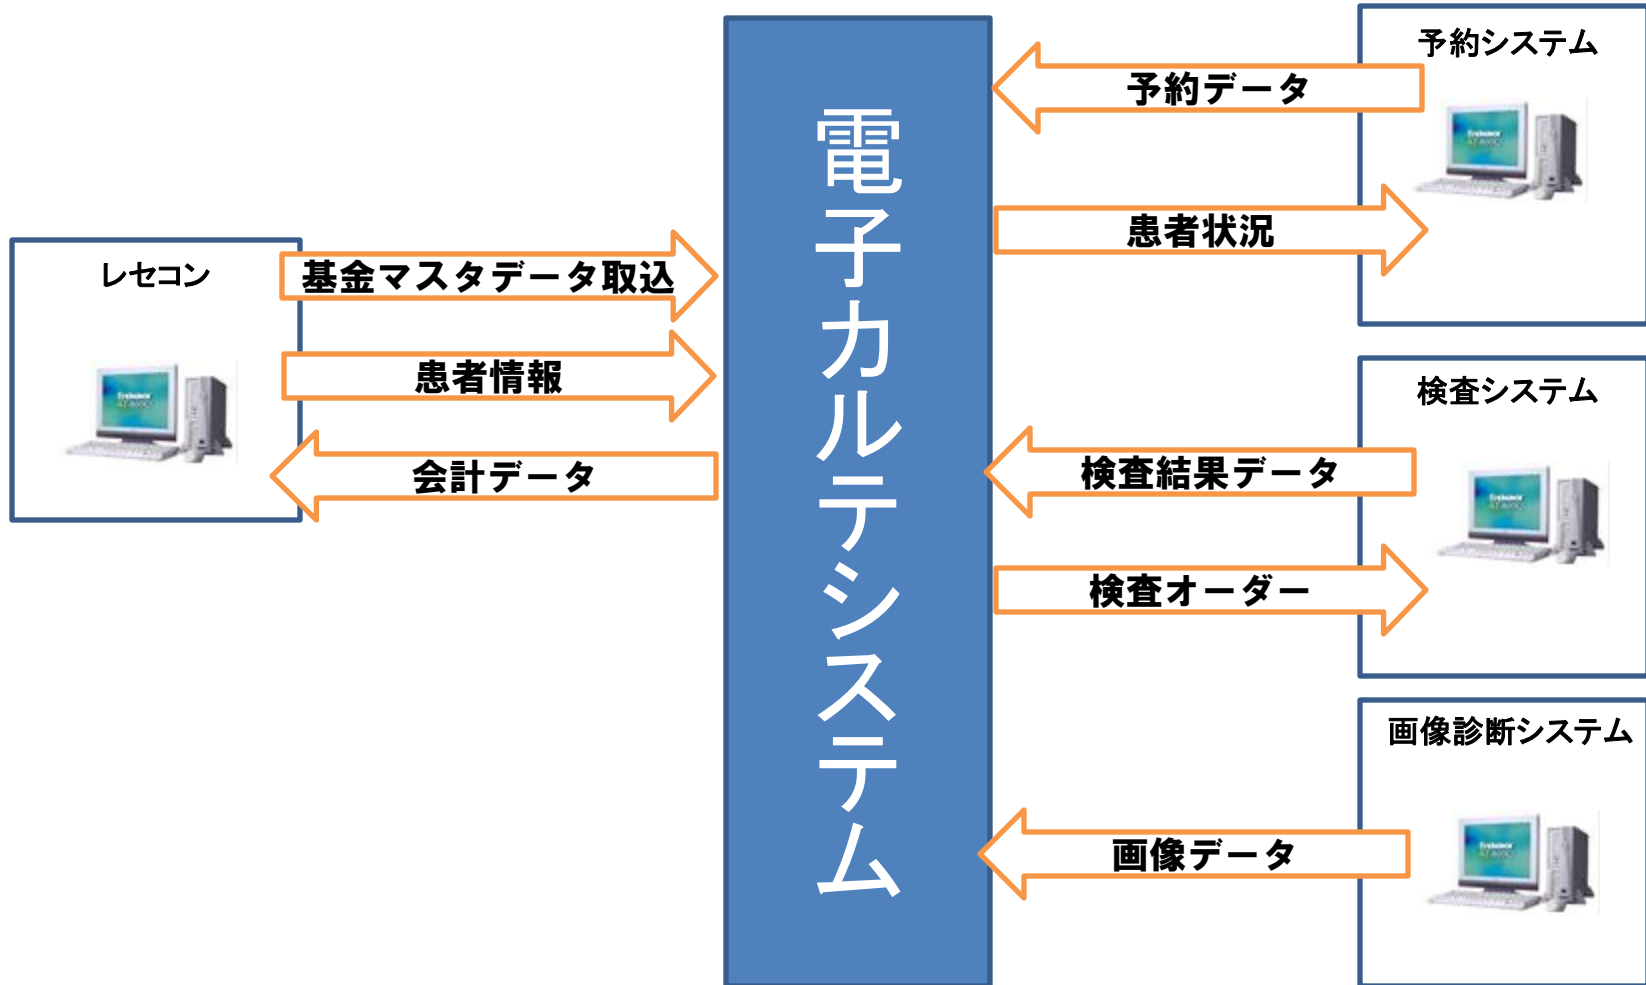 予約システム
予約データ
患者状況
レセコン
基金マスタデータ取込
患者情報
会計データ
電子カルテシステム
検査システム
検査結果データ
検査オーダー
画像診断システム
画像データ